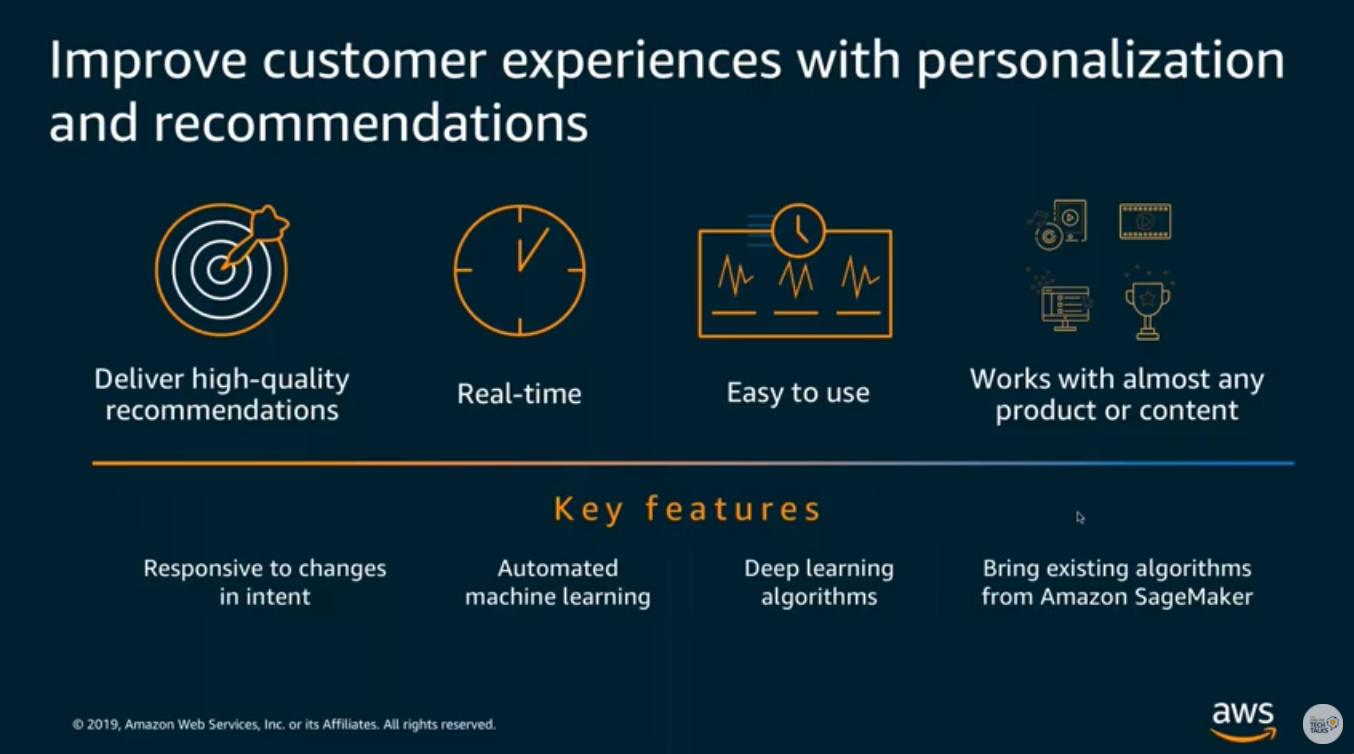 Improve customer experiences with personalization
and recommendations
Deliver high-quality
recommendations
Real-time
Easy to use
Works with almost any
product or content
Key features
Responsive to changes
in intent
Automated
machine learning
Deep learning
algorithms
Bring existing algorithms
from Amazon SageMaker
© 2019, Amazon Web Services, Inc. or its Affiliates. All rights reserved.
aws
TECH
TALKS